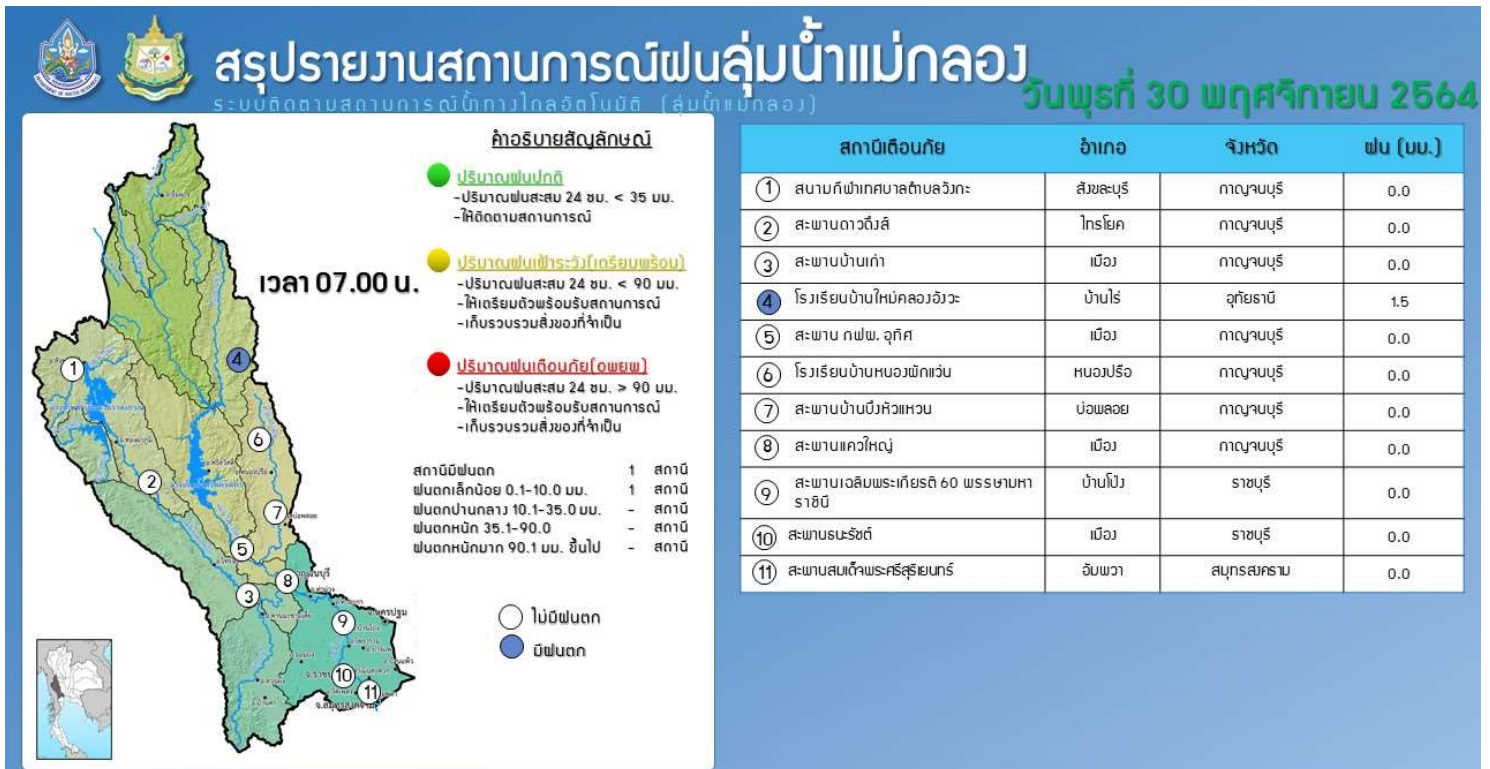 สรุปรายงานสถานการณ์ฝนลุ่มน้ำแม่กลอง
ระบบติดตามสถานการณ์น้ำทางไกลอัตโนมัติ (ลุ่มน้ำแม่กลอง)
วันพุธที่ 30 พฤศจิกายน 2564
คำอธิบายสัญลักษณ์
ปริมาณฝนปกติ
-ปริมาณฝนสะสม 24 ชม. < 35 มม.
-ให้ติดตามสถานการณ์
เวลา 07.00 น.
ปริมาณฝนเฝ้าระวัง(เตรียมพร้อม)
-ปริมาณฝนสะสม 24 ชม. < 90 มม.
-ให้เตรียมตัวพร้อมรับสถานการณ์
-เก็บรวบรวมสิ่งของที่จำเป็น
ปริมาณฝนเตือนภัย(อพยพ)
-ปริมาณฝนสะสม 24 ชม. > 90 มม.
-ให้เตรียมตัวพร้อมรับสถานการณ์
-เก็บรวบรวมสิ่งของที่จำเป็น
สถานีมีฝนตก 1 สถานี
ฝนตกเล็กน้อย 0.1-10.0 มม. 1 สถานี
ฝนตกปานกลาง 10.1-35.0 มม. - สถานี
ฝนตกหนัก 35.1-90.0 - สถานี
ฝนตกหนักมาก 90.1 มม. ขึ้นไป - สถานี
ไม่มีฝนตก
มีฝนตก
1
4
6
2
7
5
8
3
9
10
11
สถานีเตือนภัย อำเภอ จังหวัด ฝน (มม.)
1 สนามกีฬาเทศบาลตำบลวังกะ สังขละบุรี กาญจนบุรี 0.0
2 สะพานดาวดึงส์ ไทรโยค กาญจนบุรี 0.0
3 สะพานบ้านเก่า เมือง กาญจนบุรี 0.0
4 โรงเรียนบ้านใหม่คลองอังวะ บ้านไร่ อุทัยธานี 1.5
5 สะพาน กฟผ. อุทิศ เมือง กาญจนบุรี 0.0
6 โรงเรียนบ้านหนองผักแว่น หนองปรือ กาญจนบุรี 0.0
7 สะพานบ้านบึงหัวแหวน บ่อพลอย กาญจนบุรี 0.0
8 สะพานแควใหญ่ เมือง กาญจนบุรี 0.0
9 สะพานเฉลิมพระเกียรติ 60 พรรษามหา บ้านโป่ง ราชบุรี 0.0
ราชินี
10 สะพานธนะรัชต์ เมือง ราชบุรี 0.0
11 สะพานสมเด็จพระศรีสุริเยนทร์ อัมพวา สมุทรสงคราม 0.0